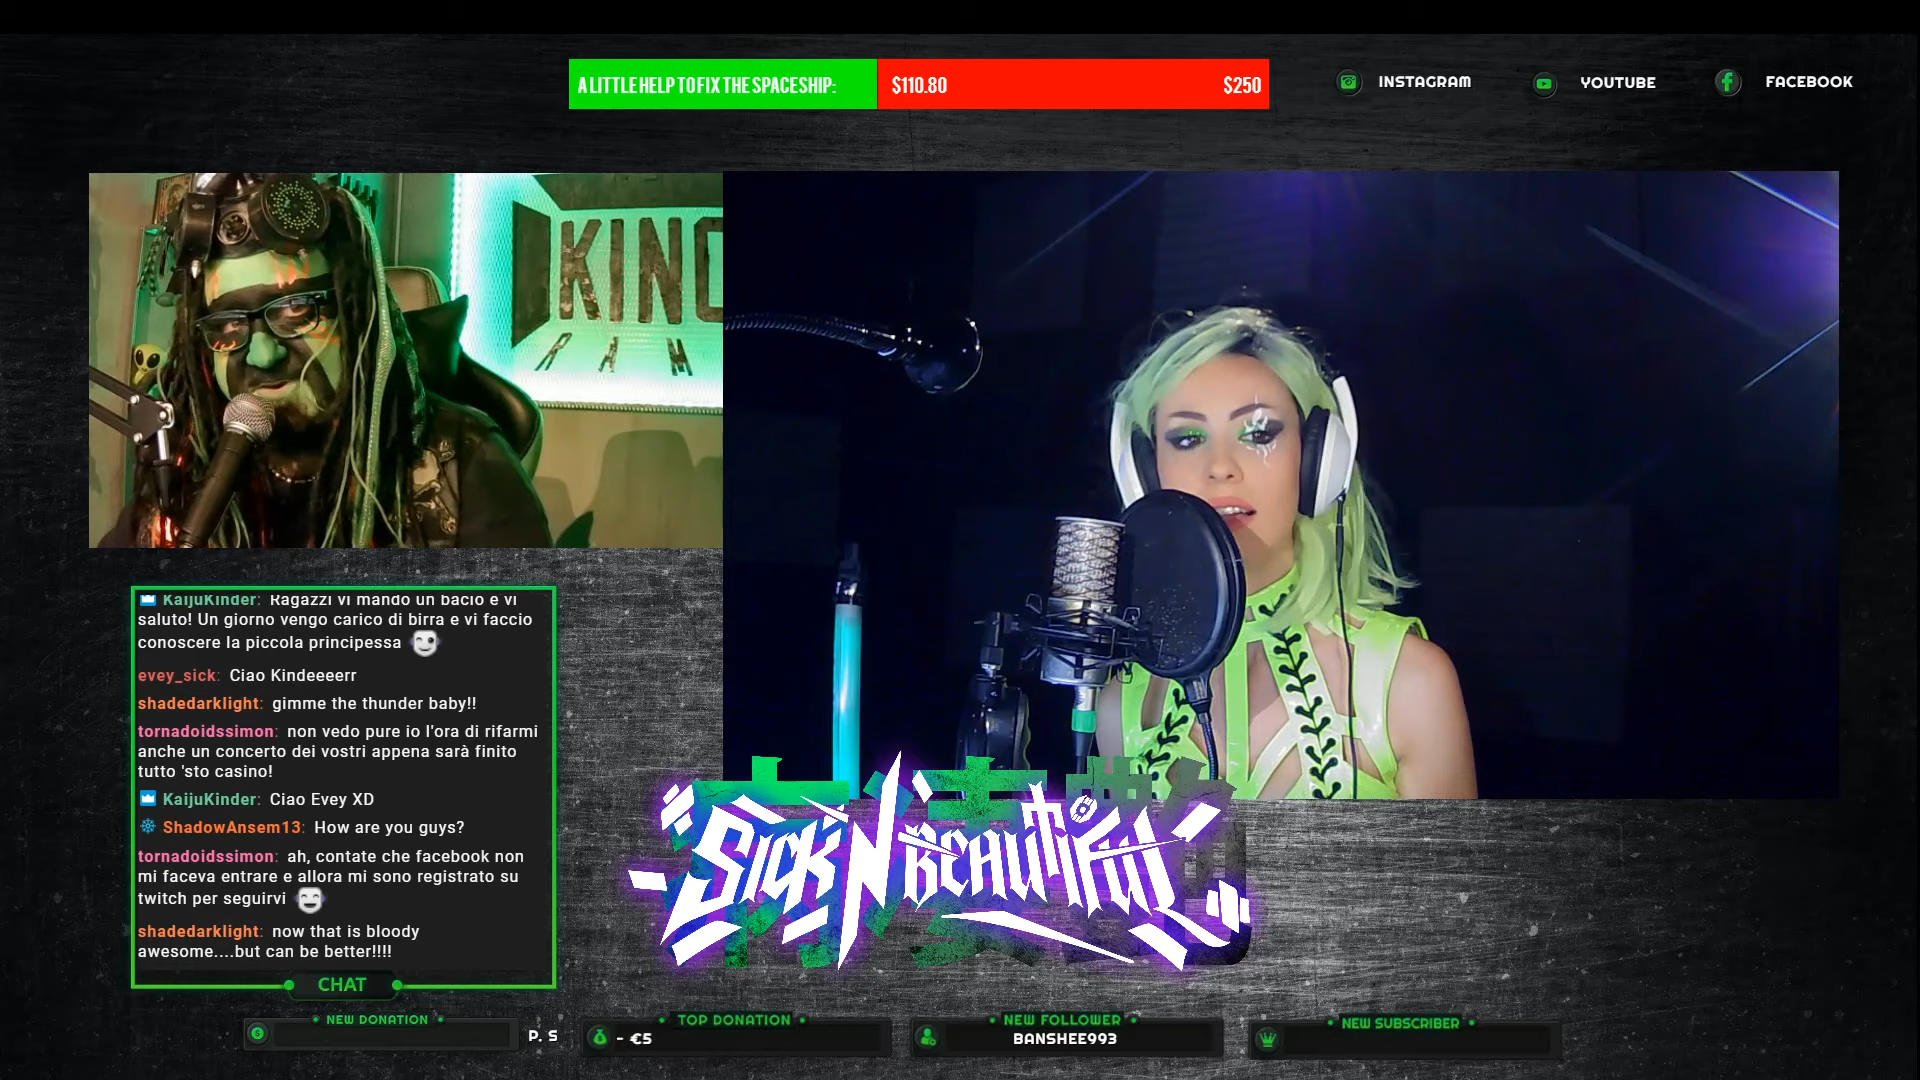 A LITTLE HELP TO FIX THE SPACESHIP:
$110.80
$250
INSTAGRAM
YOUTUBE
FACEBOOK
KING
RAM
KaijuKinder: Ragazzi vi mando un bacio e vi
saluto! Un giorno vengo carico di birra e vi faccio
conoscere la piccola principessa
evey_sick: Ciao Kindeeeerr
shadedarklight: gimme the thunder baby!!
tornadoidssimon: non vedo pure io l'ora di rifarmi
anche un concerto dei vostri appena sarà finito
tutto 'sto casino!
KaijuKinder: Ciao Evey XD
ShadowAnsem13: How are you guys?
tornadoidssimon: ah, contate che facebook non
mi faceva entrare e allora mi sono registrato su
twitch per seguirvi
shadedarklight: now that is bloody
awesome....but can be better!!!!
CHAT
SICK N BEAUTIFUL
NEW DONATION
P. S
TOP DONATION
- €5
NEW FOLLOWER
BANSHEE993
NEW SUBSCRIBER